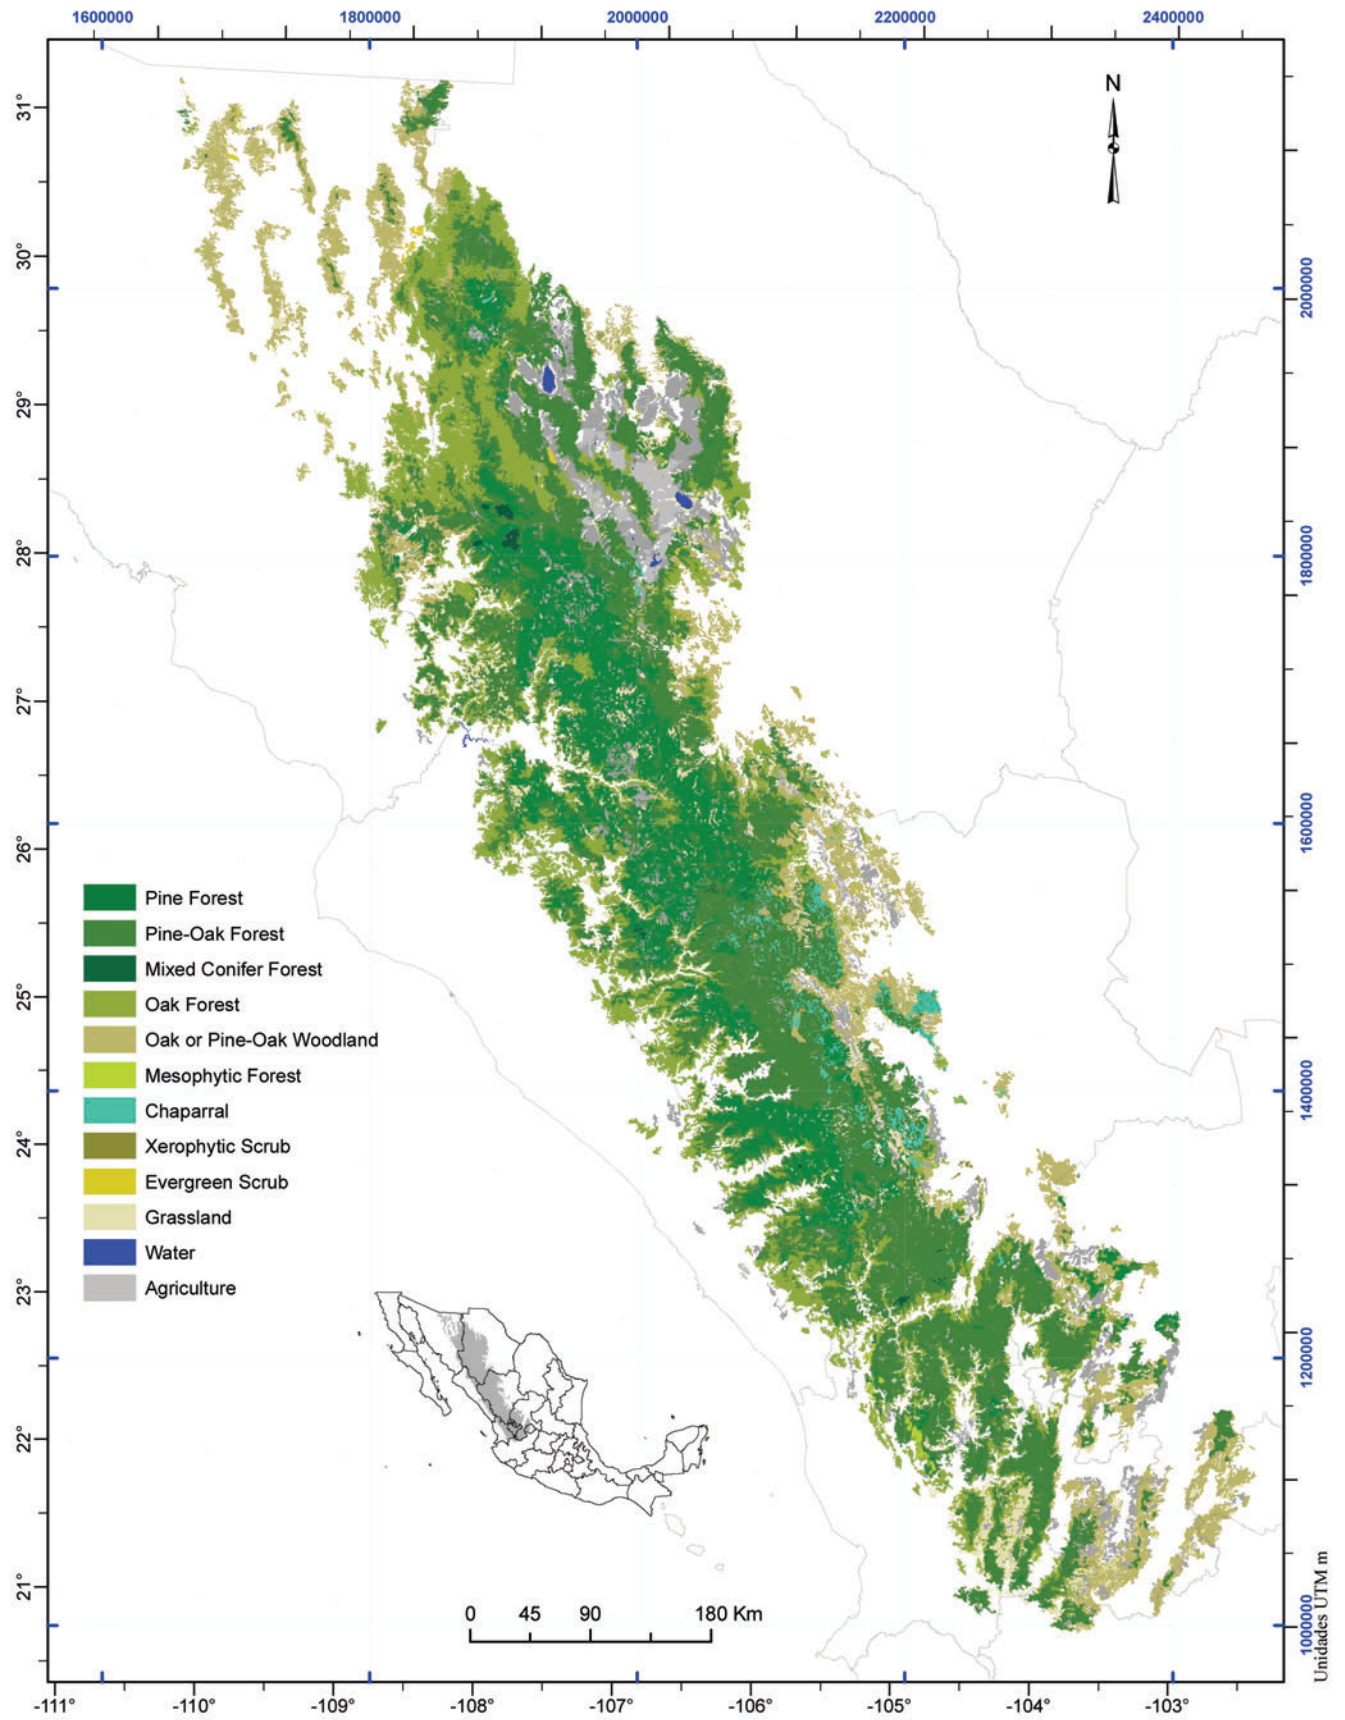 1600000 1800000 2000000 2200000 2400000
N
31°
30°
29°
28°
27°
26°
25°
24°
23°
22°
21°
2000000
1800000
1600000
1400000
1200000
1000000
Unidades UTM m
Pine Forest
Pine-Oak Forest
Mixed Conifer Forest
Oak Forest
Oak or Pine-Oak Woodland
Mesophytic Forest
Chaparral
Xerophytic Scrub
Evergreen Scrub
Grassland
Water
Agriculture
0 45 90 180 Km
-111° -110° -109° -108° -107° -106° -105° -104° -103°